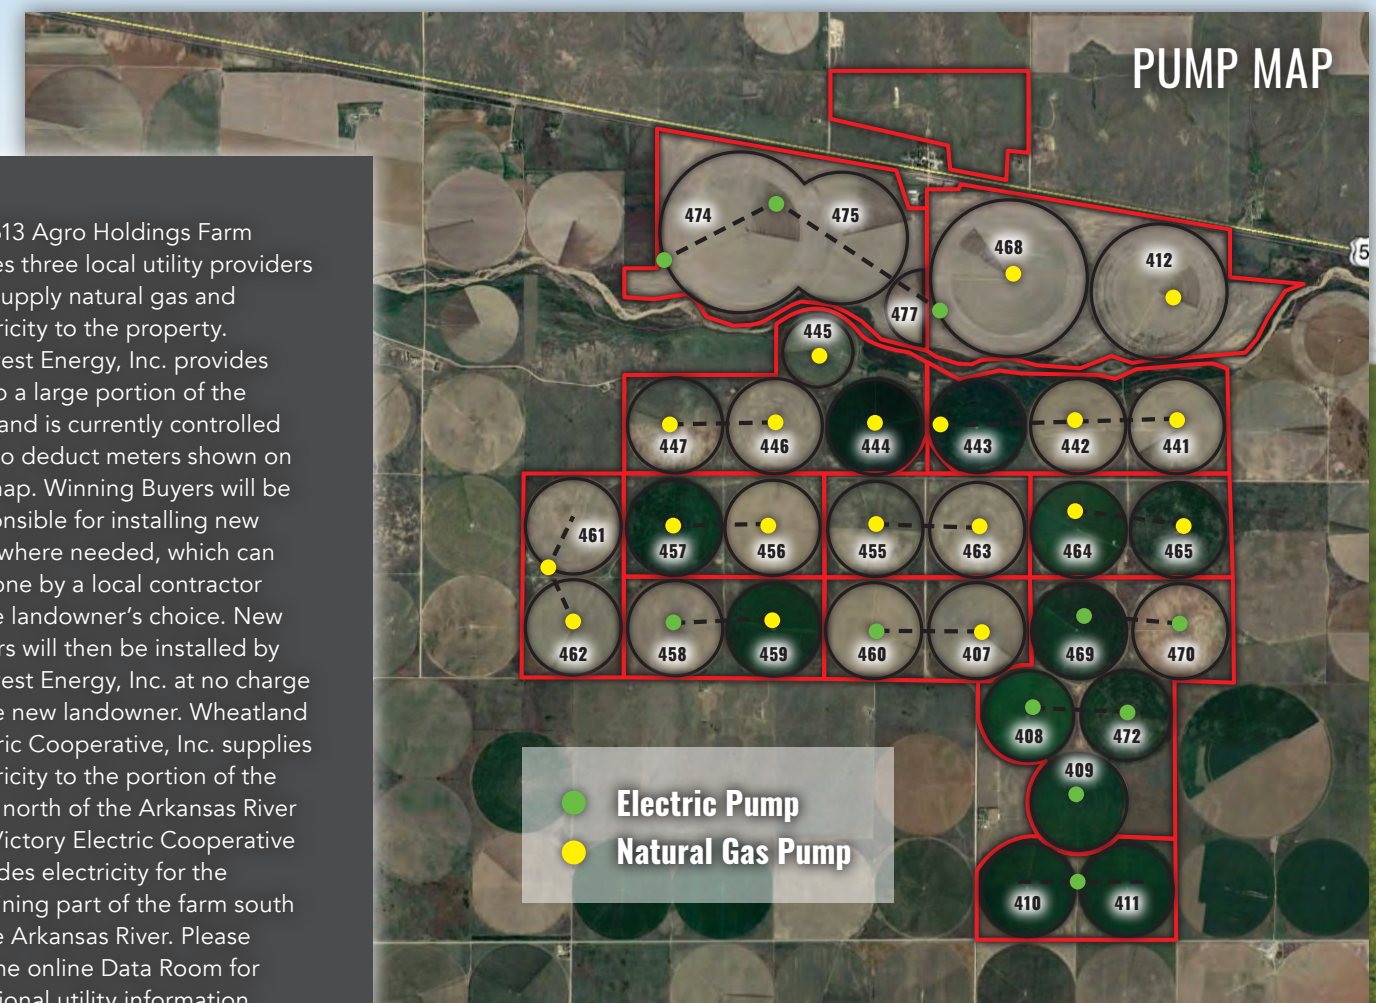 PUMP MAP
13 Agro Holdings Farm
es three local utility providers
upply natural gas and
ricity to the property.
est Energy, Inc. provides
o a large portion of the
and is currently controlled
o deduct meters shown on
map. Winning Buyers will be
onsible for installing new
where needed, which can
one by a local contractor
e landowner's choice. New
rs will then be installed by
est Energy, Inc. at no charge
e new landowner. Wheatland
ric Cooperative, Inc. supplies
ricity to the portion of the
north of the Arkansas River
Victory Electric Cooperative
des electricity for the
ining part of the farm south
e Arkansas River. Please
he online Data Room for
ional utility information
474
475
468
412
5
477
445
447
446
444
443
442
441
461
457
456
455
463
464
465
462
458
459
460
407
469
470
408
472
409
410
411
Electric Pump
Natural Gas Pump